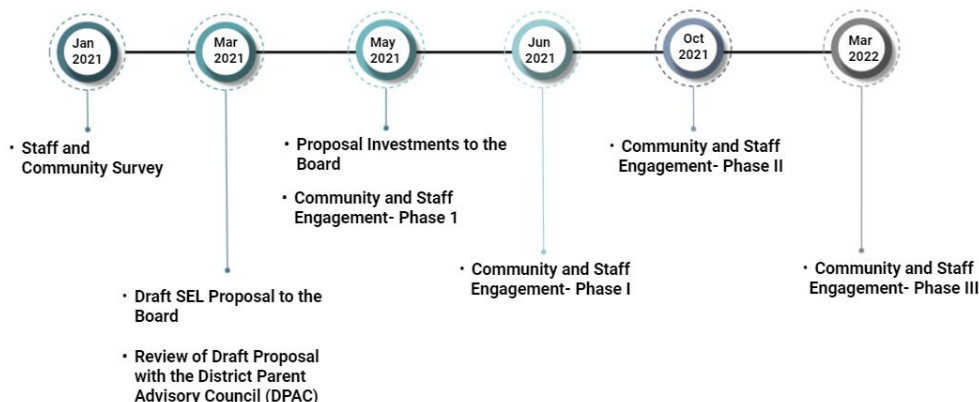 Jan
2021
Mar
2021
May
2021
Jun
2021
Oct
2021
Mar
2022
• Staff and
Community Survey
• Draft SEL Proposal to the
Board
• Review of Draft Proposal
with the District Parent
Advisory Council (DPAC)
• Proposal Investments to the
Board
• Community and Staff
Engagement- Phase 1
• Community and Staff
Engagement- Phase I
• Community and Staff
Engagement- Phase II
• Community and Staff
Engagement- Phase III